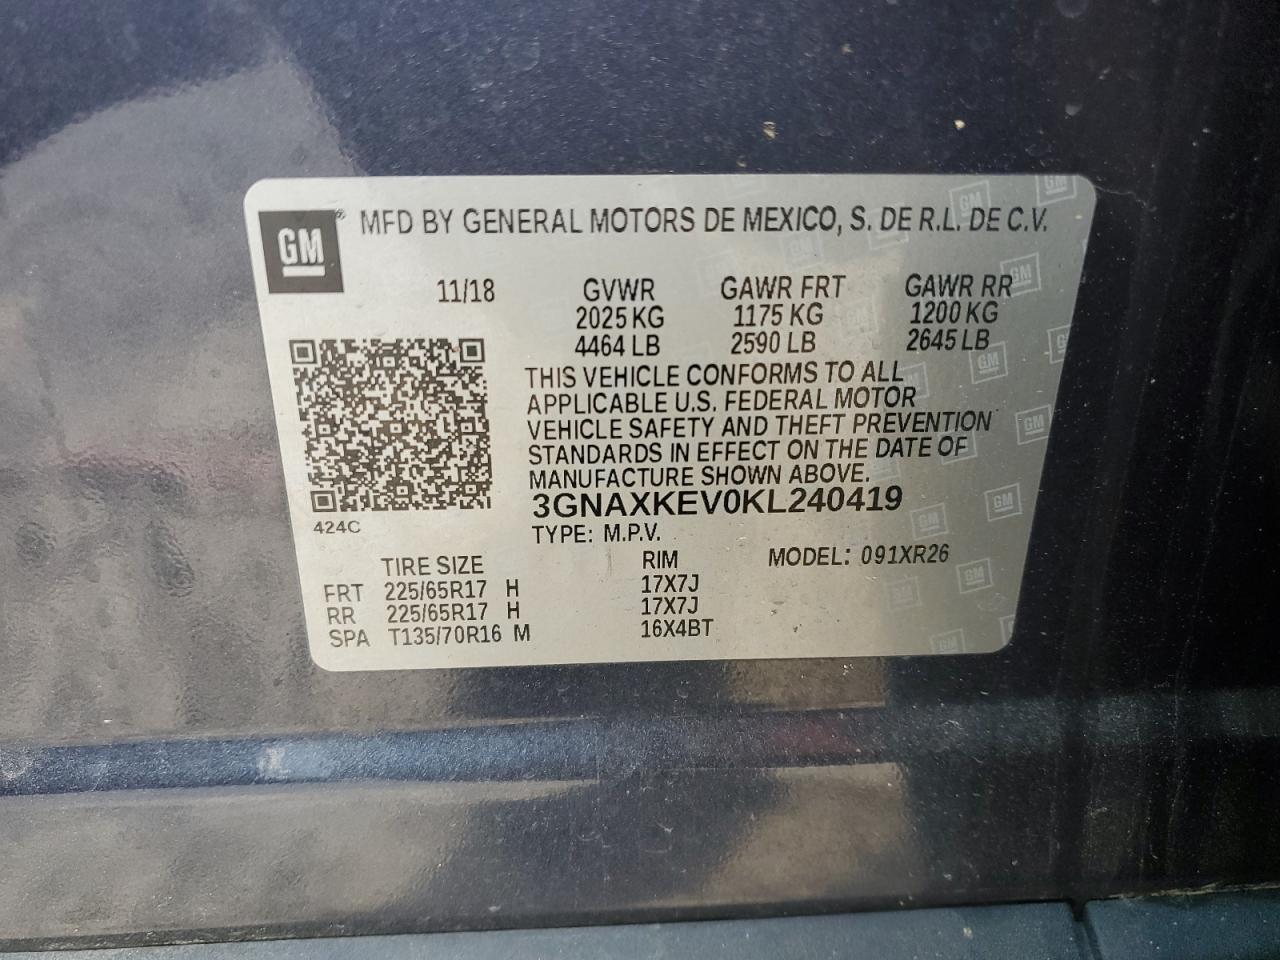 GM® MFD BY GENERAL MOTORS DE MEXICO, S. DE R.L. DE C.V.
11/18 GVWR GAWR FRT GAWR RR
2025 KG 1175 KG 1200 KG
4464 LB 2590 LB 2645 LB
THIS VEHICLE CONFORMS TO ALL
APPLICABLE U.S. FEDERAL MOTOR
VEHICLE SAFETY AND THEFT PREVENTION
STANDARDS IN EFFECT ON THE DATE OF
MANUFACTURE SHOWN ABOVE.
3GNAXKEV0KL240419
424C
TYPE: M.P.V.
TIRE SIZE RIM MODEL: 091XR26
FRT 225/65R17 H 17X7J
RR 225/65R17 H 17X7J
SPA T135/70R16 M 16X4BT